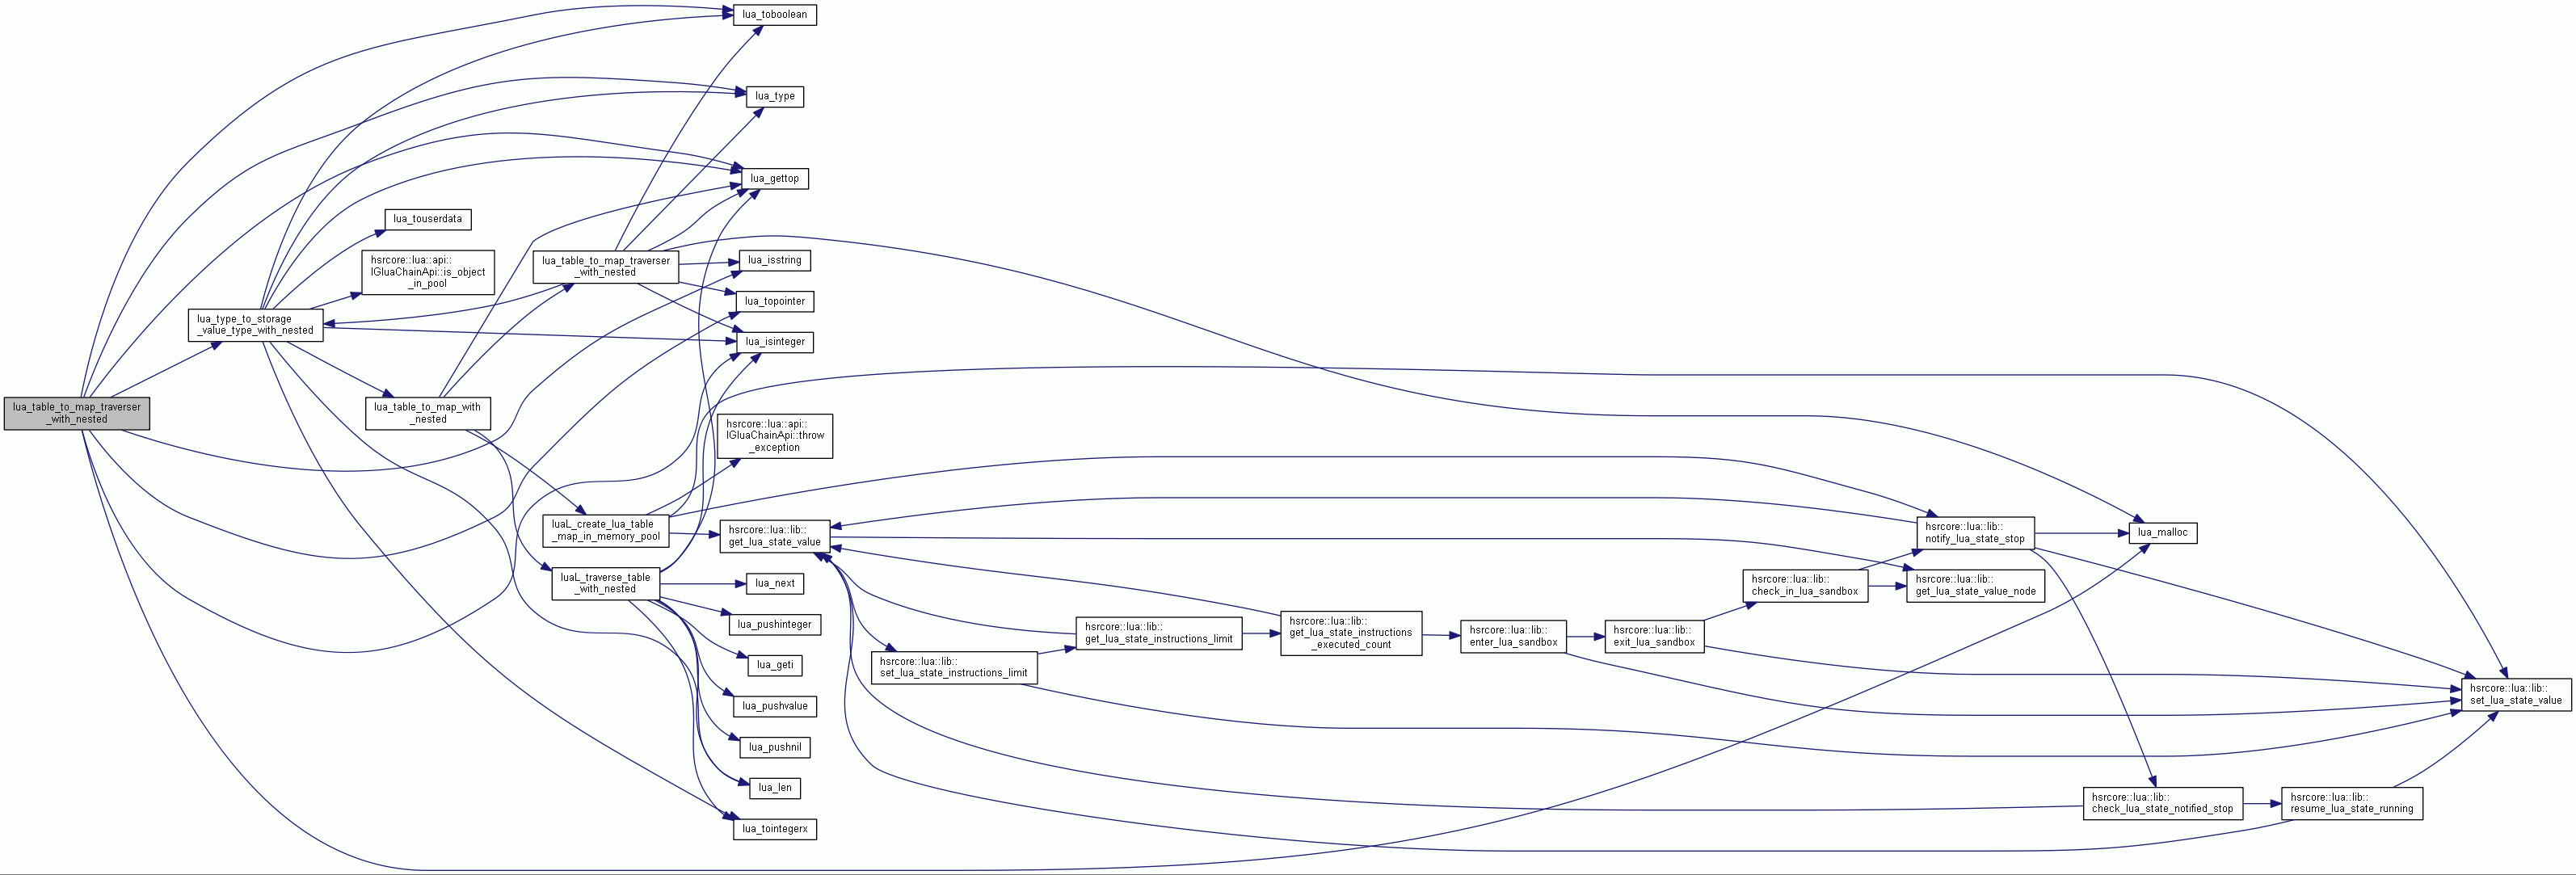 lua_toboolean
lua_type
lua_gettop
lua_touserdata
hsrcore::lua::api::
IGluaChainApi::is_object
_in_pool
lua_table_to_map_traverser
_with_nested
lua_isstring
lua_topointer
lua_type_to_storage
_value_type_with_nested
lua_isinteger
lua_table_to_map_traverser
_with_nested
lua_table_to_map_with
_nested
hsrcore::lua::api::
IGluaChainApi::throw
_exception
luaL_create_lua_table
_map_in_memory_pool
hsrcore::lua::lib::
get_lua_state_value
hsrcore::lua::lib::
notify_lua_state_stop
lua_malloc
luaL_traverse_table
_with_nested
lua_next
hsrcore::lua::lib::
check_in_lua_sandbox
hsrcore::lua::lib::
get_lua_state_value_node
lua_pushinteger
hsrcore::lua::lib::
get_lua_state_instructions_limit
hsrcore::lua::lib::
get_lua_state_instructions
_executed_count
hsrcore::lua::lib::
enter_lua_sandbox
hsrcore::lua::lib::
exit_lua_sandbox
lua_geti
hsrcore::lua::lib::
set_lua_state_instructions_limit
hsrcore::lua::lib::
set_lua_state_value
lua_pushvalue
lua_pushnil
lua_len
hsrcore::lua::lib::
check_lua_state_notified_stop
hsrcore::lua::lib::
resume_lua_state_running
lua_tointegerx